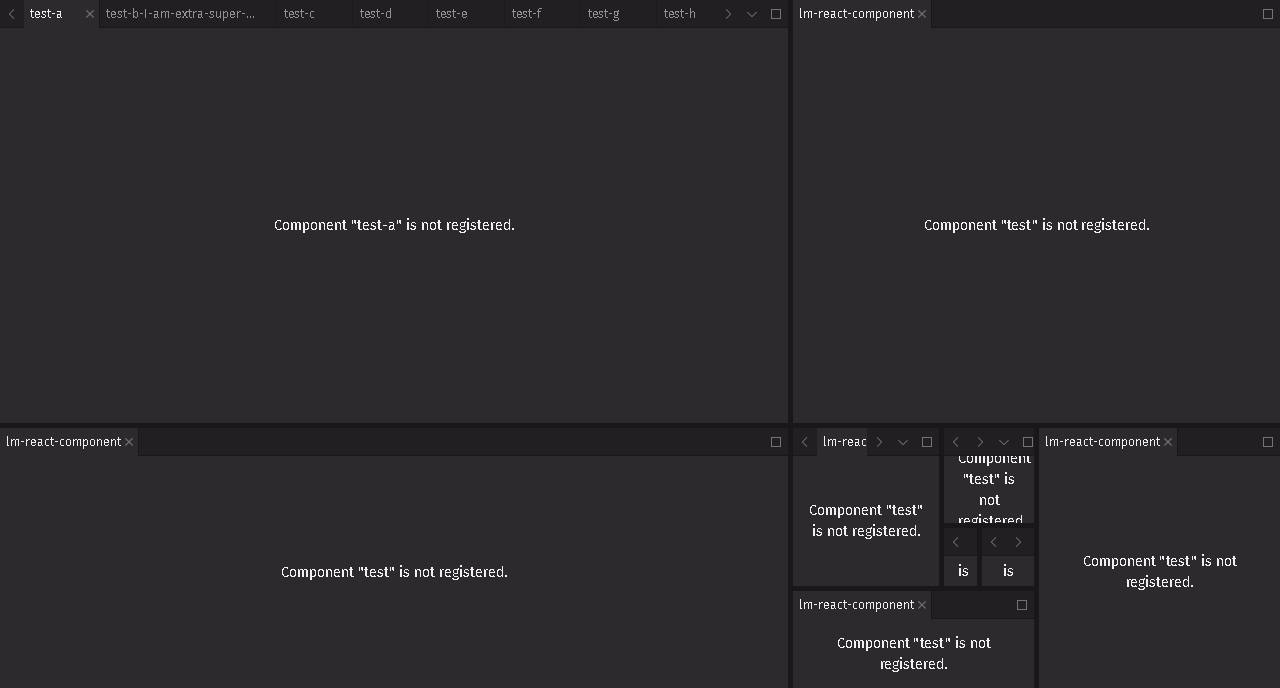 test-a
test-b-I-am-extra-super-...
test-c
test-d
test-e
test-f
test-g
test-h
Component "test-a" is not registered.
lm-react-component
Component "test" is not registered.
lm-react-component
Component "test" is not registered.
lm-reac
Component "test"
is not registered.
Component
"test" is
not
registered.
is
is
lm-react-component
Component "test" is not
registered.
lm-react-component
Component "test" is not
registered.